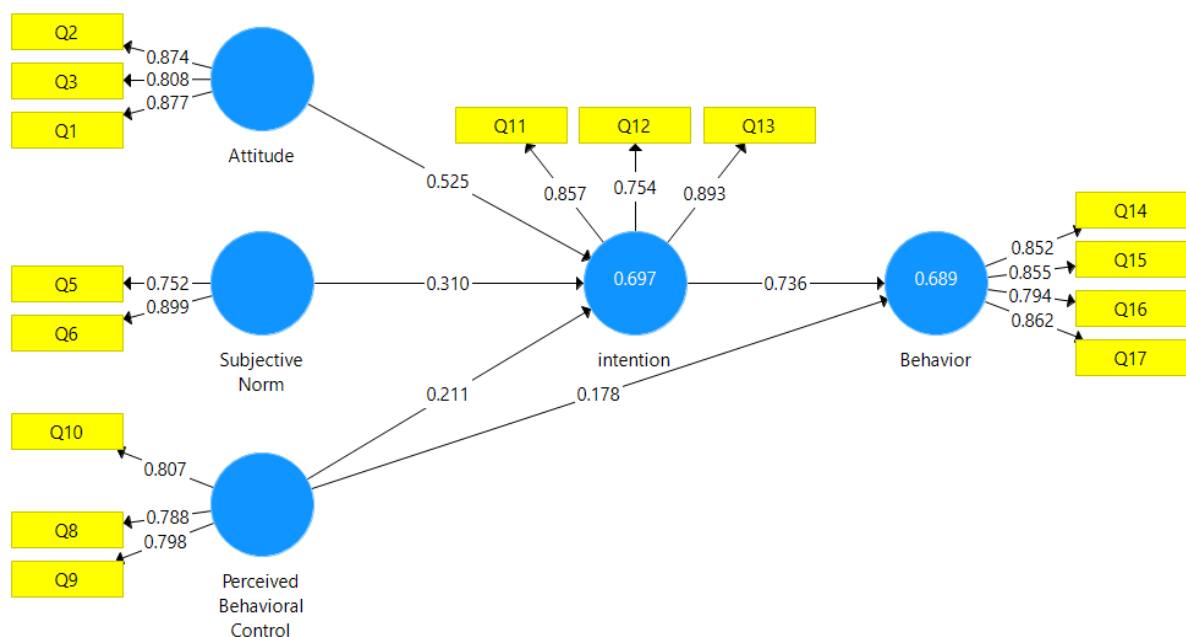 Q2
0.874
Q3
0.808
Q1
0.877
Attitude
0.525
Q11
Q12
Q13
0.857
0.754
0.893
Q5
0.752
Q6
0.899
Subjective
Norm
0.310
0.697
intention
0.736
0.689
Behavior
Q14
0.852
Q15
0.855
Q16
0.794
Q17
0.862
0.211
0.178
Q10
0.807
Q8
0.788
Q9
0.798
Perceived
Behavioral
Control